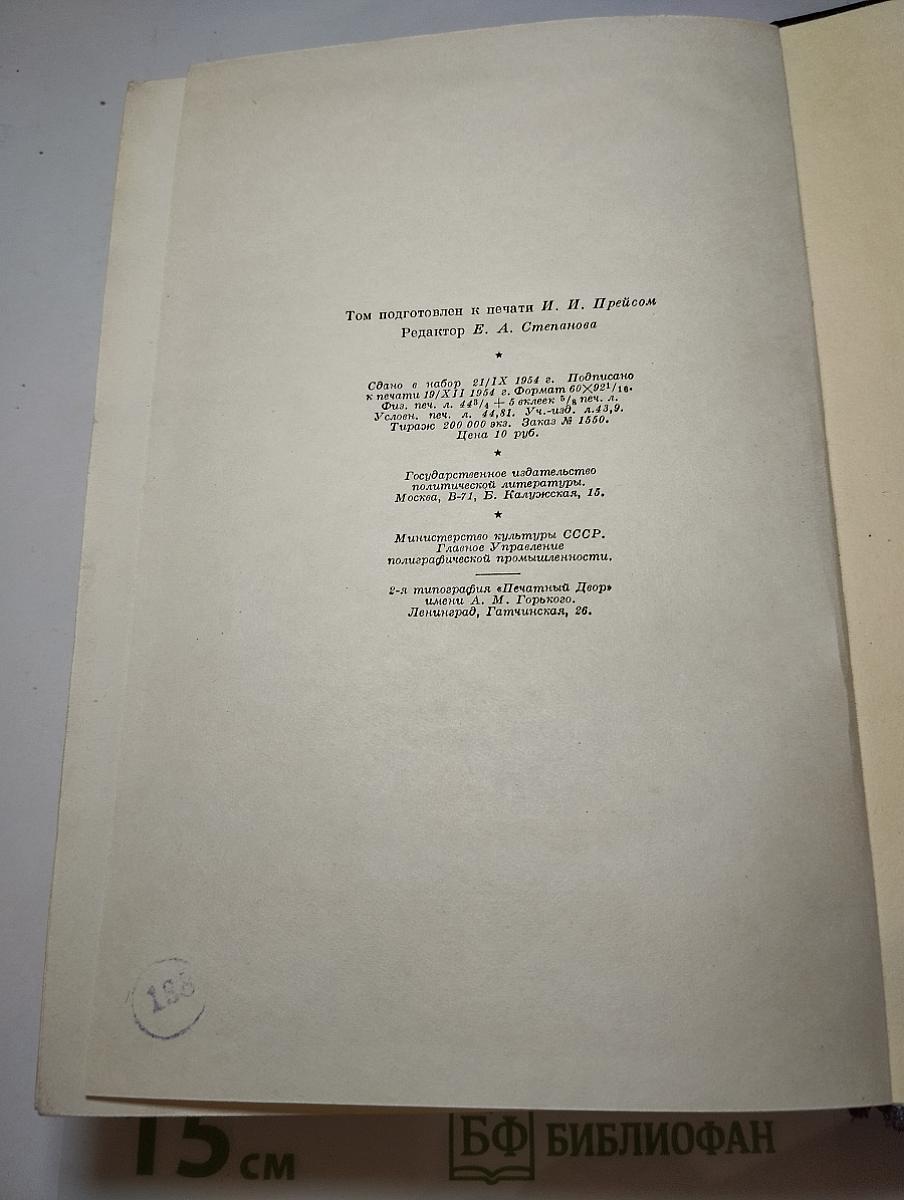 Том подготовлен к печати И. И. Прейсом
Редактор Е. А. Степанова
★
Сдано в набор 21/IX 1954 г. Подписано
к печати 19/XII 1954 г. Формат 60×92¹/₁₆.
Физ. печ. л. 44³/₄ + 5 вклеек ⁵/₈ печ. л.
Условн. печ. л. 44,81. Уч.-изд. л. 43,9.
Тираж 200 000 экз. Заказ № 1550.
Цена 10 руб.
★
Государственное издательство
политической литературы.
Москва, В-71, Б. Калужская, 15.
★
Министерство культуры СССР.
Главное Управление
полиграфической промышленности.
2-я типография «Печатный Двор»
имени А. М. Горького.
Ленинград, Гатчинская, 26.
15 см
БФ БИБЛИОФАН